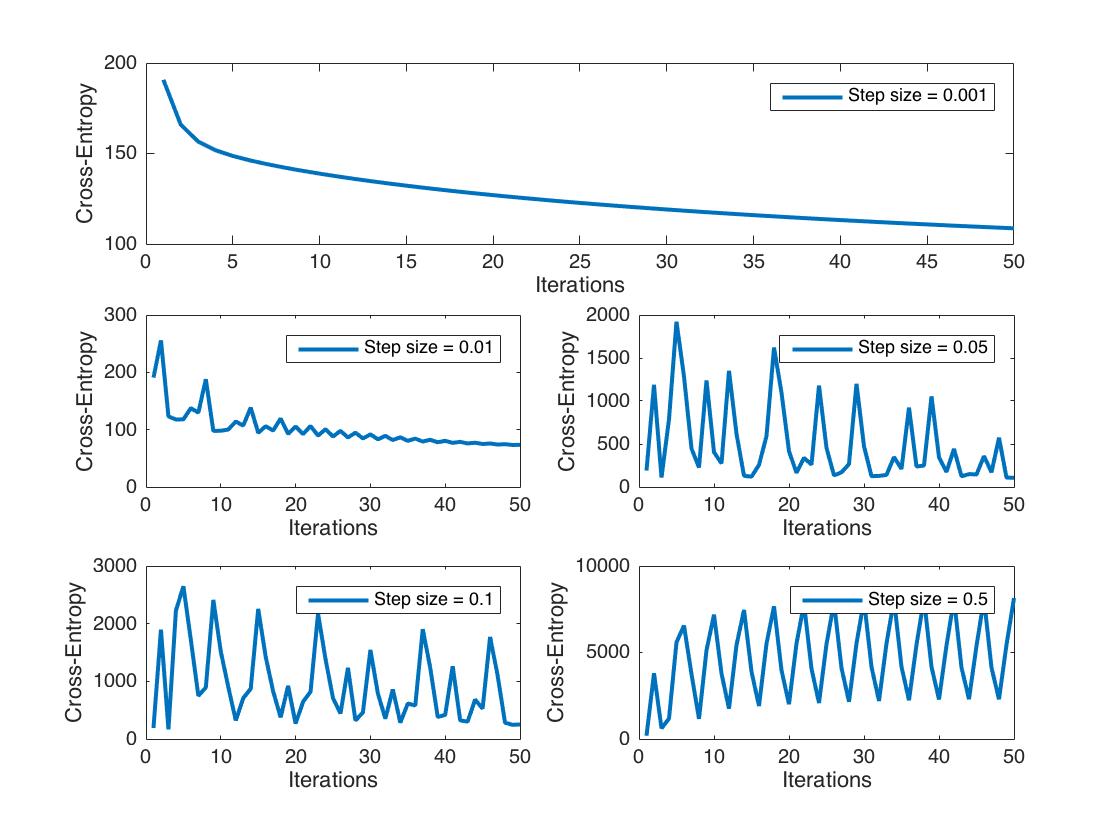 200
150
100
Cross-Entropy
Step size = 0.001
0 5 10 15 20 25 30 35 40 45 50
Iterations
300
200
100
0
Cross-Entropy
Step size = 0.01
0 10 20 30 40 50
Iterations
2000
1500
1000
500
0
Cross-Entropy
Step size = 0.05
0 10 20 30 40 50
Iterations
3000
2000
1000
0
Cross-Entropy
Step size = 0.1
0 10 20 30 40 50
Iterations
10000
5000
0
Cross-Entropy
Step size = 0.5
0 10 20 30 40 50
Iterations